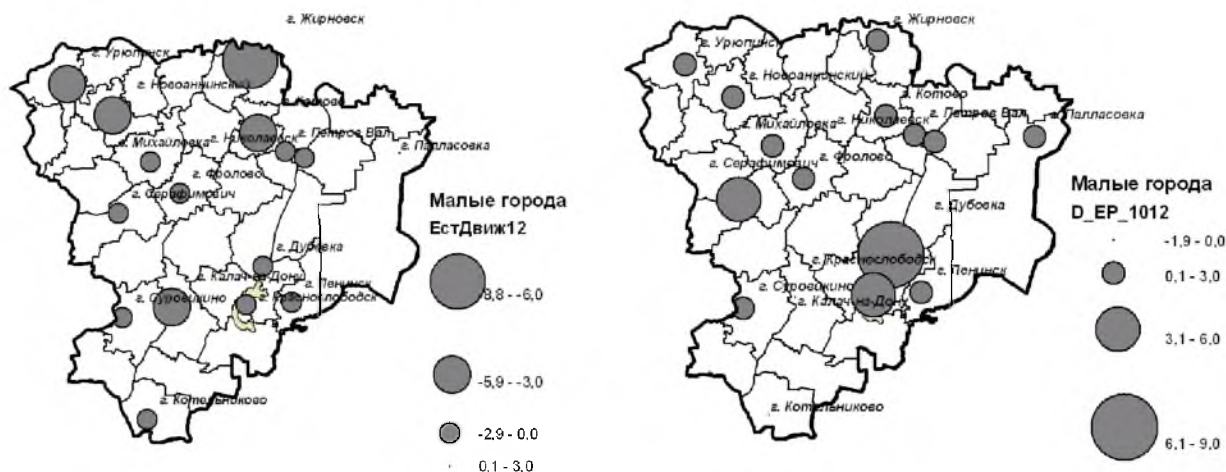 г. Жирновск
г. Урюпинск
г. Новоаннинский
г. Котово
г. Михайловка
г. Николаевск
г. Петров Вал
г. Палласовка
г. Фролово
г. Серафимович
г. Дубовка
г. Калач-на-Дону
г. Ленинск
г. Суровикино
г. Краснослободск
г. Котельниково
Малые города
ЕстДвиж12
-8,8 - -6,0
-5,9 - -3,0
-2,9 - 0,0
0,1 - 3,0
г. Жирновск
г. Урюпинск
г. Новоаннинский
г. Котово
г. Михайловка
г. Николаевск
г. Петров Вал
г. Палласовка
г. Серафимович
г. Фролово
г. Дубовка
г. Краснослободск
г. Ленинск
г. Суровикино
г. Калач-на-Дону
г. Котельниково
Малые города
D_EP_1012
-1,9 - 0,0
0,1 - 3,0
3,1 - 6,0
6,1 - 9,0